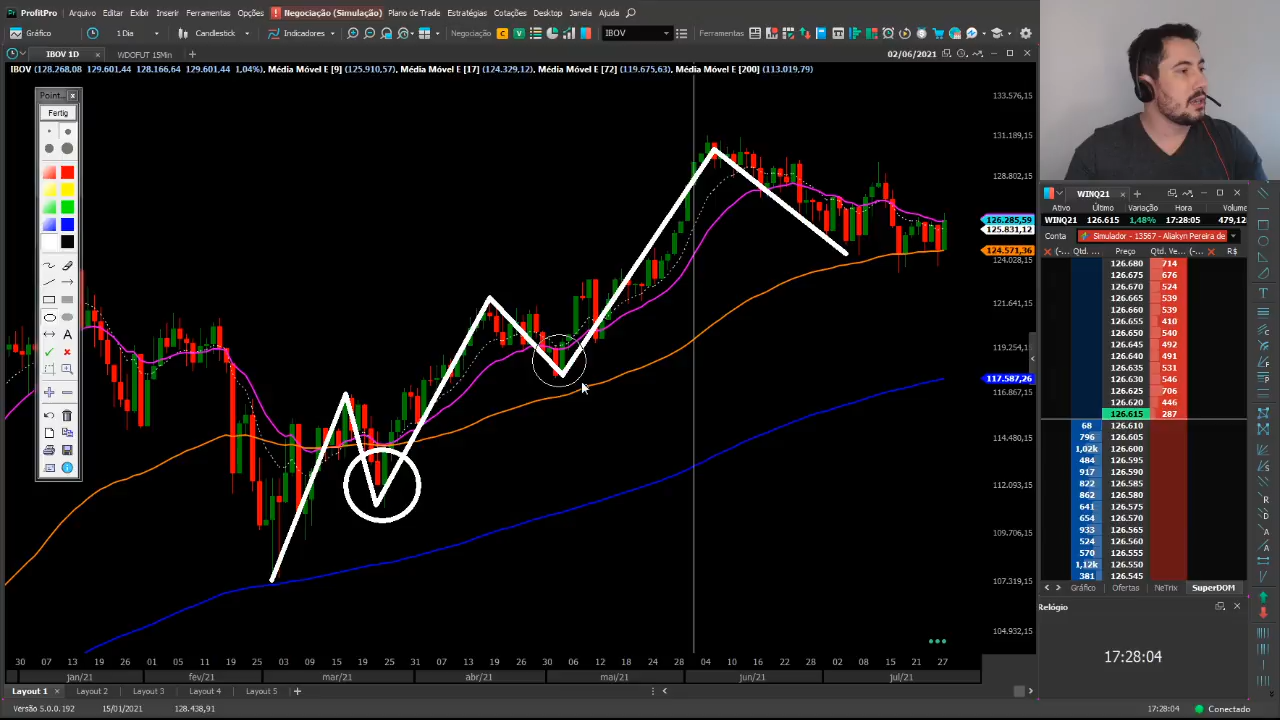 ProfitPro Arquivo Editar Exibir Inserir Ferramentas Opções ! Negociação (Simulação) Plano de Trade Estratégias Cotações Desktop Janela Ajuda
Gráfico 1 Dia Candlestick Indicadores Negociação C V IBOV Ferramentas
IBOV 1D × WDOFUT 15Min + 02/06/2021
IBOV (128.268,08 129.601,44 128.166,64 129.601,44 1,04%), Média Móvel E [9] (125.910,57), Média Móvel E [17] (124.329,12), Média Móvel E [72] (119.675,63), Média Móvel E [200] (113.019,79)
Point...
Fertig
A
133.576,15
131.189,15
128.802,15
126.285,59
125.831,12
124.571,36
124.028,15
121.641,15
119.254,15
117.587,26
116.867,15
114.480,15
112.093,15
109.706,15
107.319,15
104.932,15
30 07 13 19 26 01 05 11 19 25 03 09 15 19 25 31 07 13 19 26 30 06 12 18 24 28 04 10 16 22 28 02 08 15 21 27
jan/21 fev/21 mar/21 abr/21 mai/21 jun/21 jul/21
Layout 1 × Layout 2 Layout 3 Layout 4 Layout 5 +
Versão 5.0.0.192 15/01/2021 128.438,91 17:28:04 Conectado
WINQ21 × +
Ativo Último Variação Hora Volume
WINQ21 126.615 1,48% 17:28:05 479,12
Conta Simulador - 13567 - Aliakyn Pereira de
(-... Qtd. ... Preço Qtd. Ve... (-... R$
126.680 714
126.675 676
126.670 524
126.665 539
126.660 539
126.655 410
126.650 540
126.645 492
126.640 491
126.635 531
126.630 546
126.625 706
126.620 446
126.615 287
68 126.610
796 126.605
1,02k 126.600
484 126.595
917 126.590
822 126.585
862 126.580
641 126.575
654 126.570
933 126.565
524 126.560
570 126.555
1,12k 126.550
381 126.545
Gráfico Ofertas NeTrix SuperDOM
Relógio
17:28:04